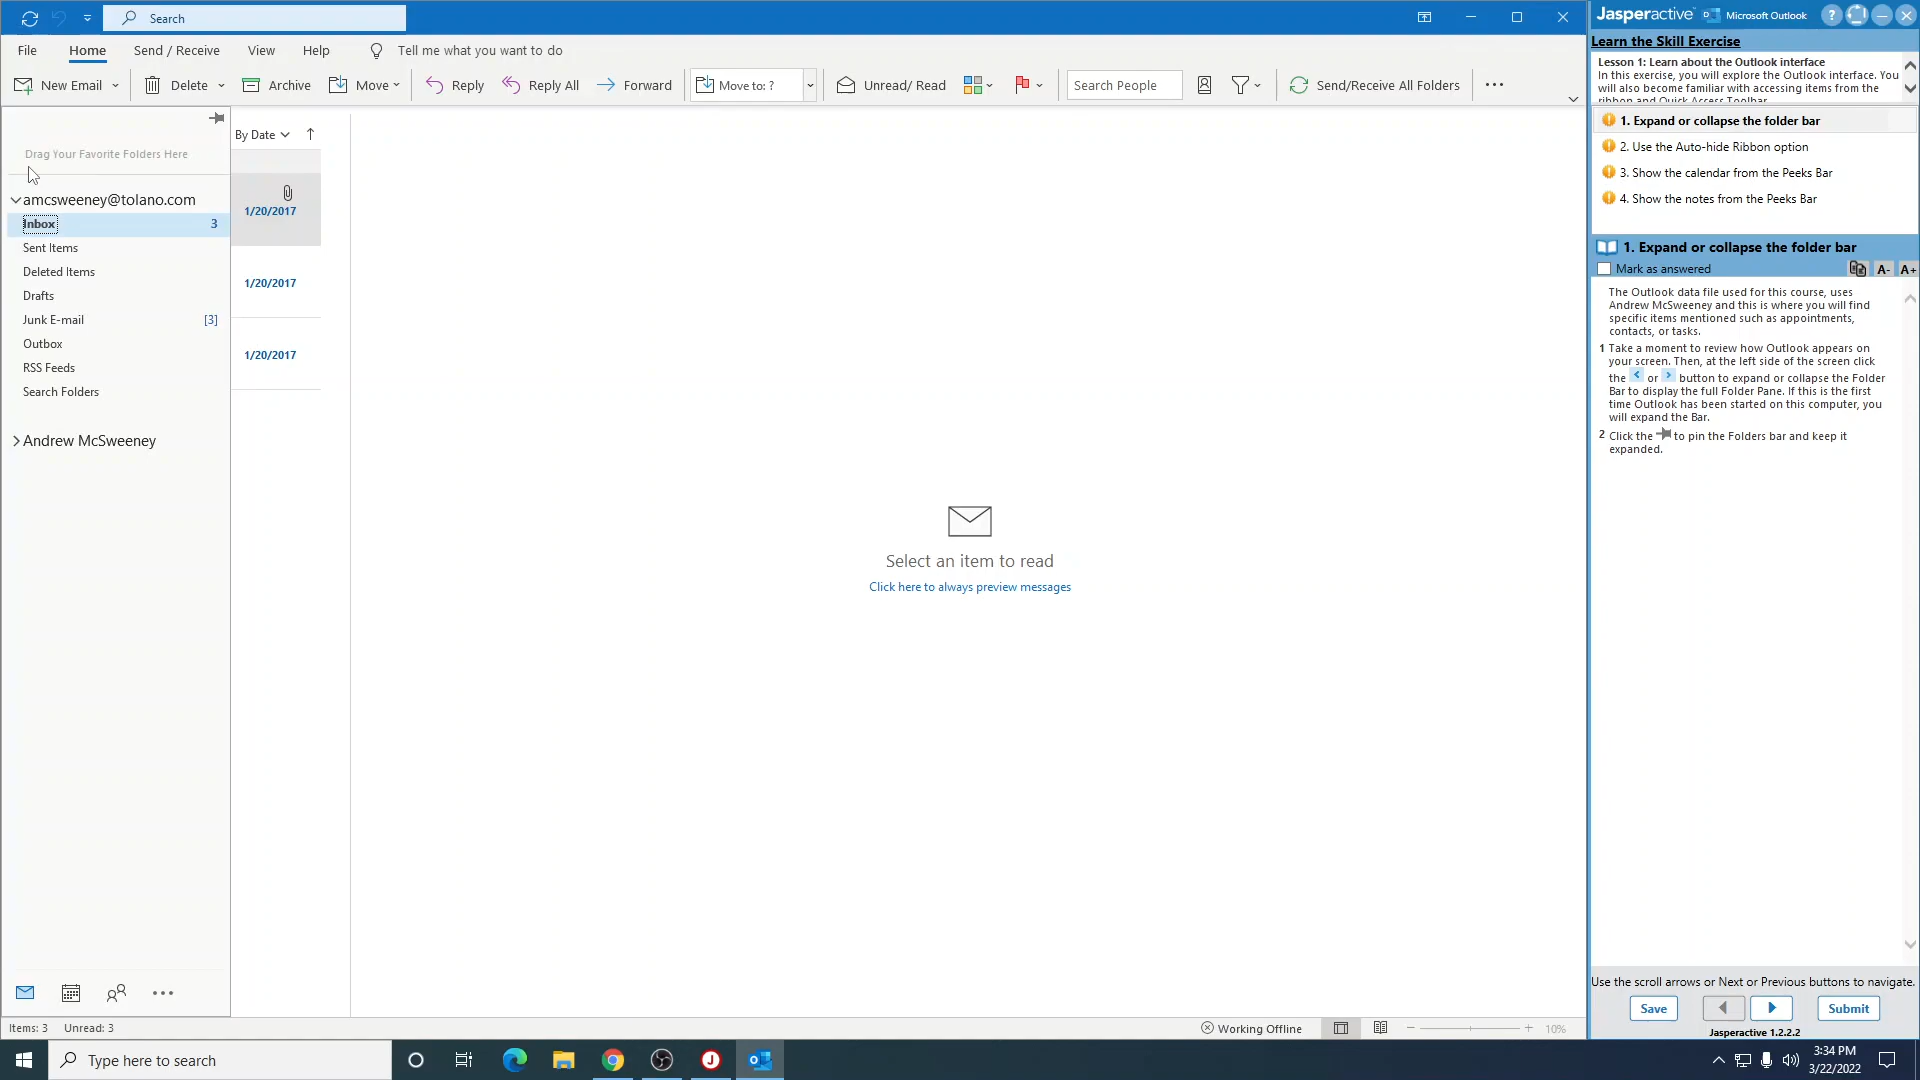 Search
File Home Send / Receive View Help Tell me what you want to do
New Email Delete Archive Move Reply Reply All Forward Move to: ? Unread/ Read Search People Send/Receive All Folders
Drag Your Favorite Folders Here
amcsweeney@tolano.com
Inbox 3
Sent Items
Deleted Items
Drafts
Junk E-mail [3]
Outbox
RSS Feeds
Search Folders
Andrew McSweeney
By Date
1/20/2017
1/20/2017
1/20/2017
Select an item to read
Click here to always preview messages
Items: 3 Unread: 3
Working Offline
10%
Jasperactive Microsoft Outlook ?
Learn the Skill Exercise
Lesson 1: Learn about the Outlook interface
In this exercise, you will explore the Outlook interface. You
will also become familiar with accessing items from the
ribbon and Quick Access Toolbar.
1. Expand or collapse the folder bar
2. Use the Auto-hide Ribbon option
3. Show the calendar from the Peeks Bar
4. Show the notes from the Peeks Bar
1. Expand or collapse the folder bar
Mark as answered A- A+
The Outlook data file used for this course, uses
Andrew McSweeney and this is where you will find
specific items mentioned such as appointments,
contacts, or tasks.
1 Take a moment to review how Outlook appears on
your screen. Then, at the left side of the screen click
the < or > button to expand or collapse the Folder
Bar to display the full Folder Pane. If this is the first
time Outlook has been started on this computer, you
will expand the Bar.
2 Click the to pin the Folders bar and keep it
expanded.
Use the scroll arrows or Next or Previous buttons to navigate.
Save Submit
Jasperactive 1.2.2.2
Type here to search
3:34 PM
3/22/2022